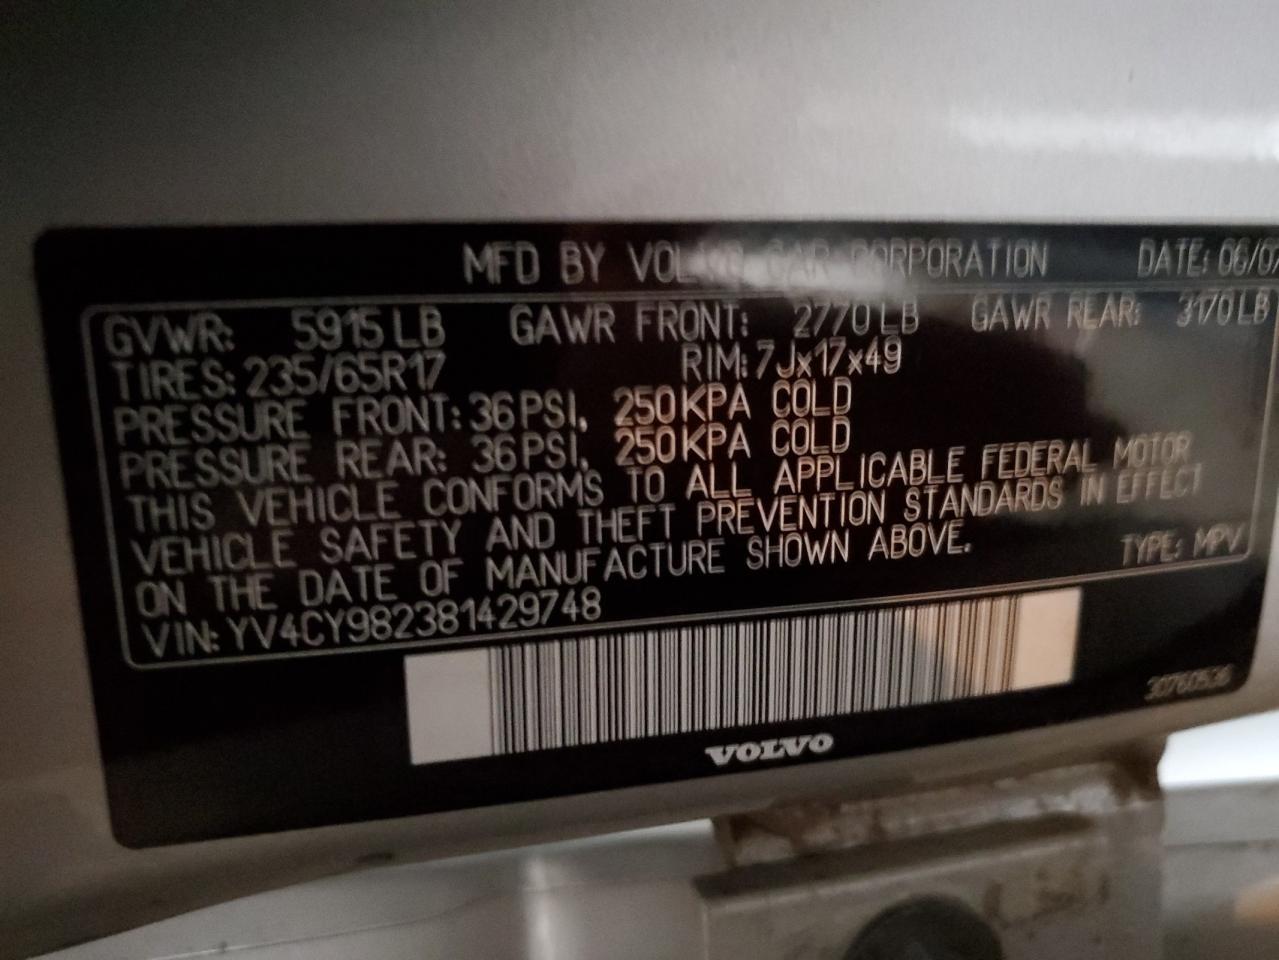 MFD BY VOLVO CAR CORPORATION DATE: 06/07
GVWR: 5915 LB GAWR FRONT: 2770 LB GAWR REAR: 3170 LB
TIRES: 235/65R17 RIM: 7Jx17x49
PRESSURE FRONT: 36 PSI, 250 KPA COLD
PRESSURE REAR: 36 PSI, 250 KPA COLD
THIS VEHICLE CONFORMS TO ALL APPLICABLE FEDERAL MOTOR
VEHICLE SAFETY AND THEFT PREVENTION STANDARDS IN EFFECT
ON THE DATE OF MANUFACTURE SHOWN ABOVE.
VIN: YV4CY982381429748 TYPE: MPV
30760536
VOLVO